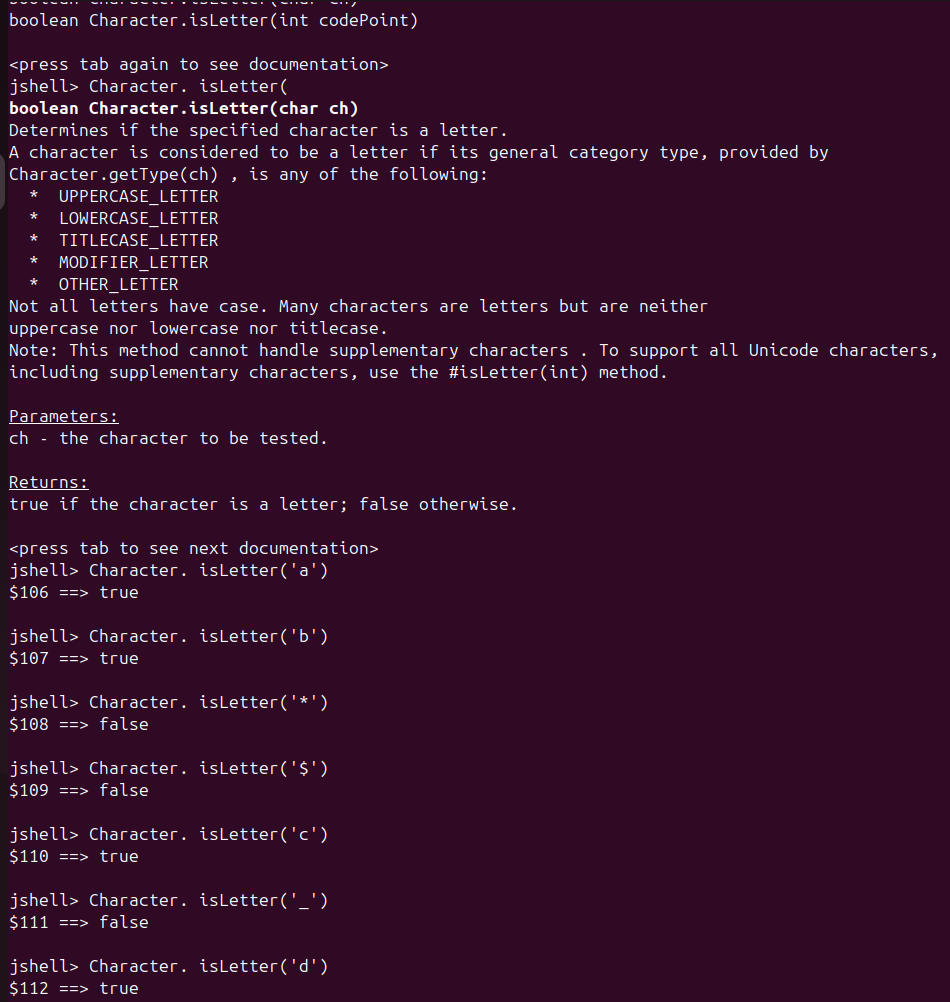 boolean Character.isLetter(int codePoint)
<press tab again to see documentation>
jshell> Character. isLetter(
boolean Character.isLetter(char ch)
Determines if the specified character is a letter.
A character is considered to be a letter if its general category type, provided by
Character.getType(ch) , is any of the following:
* UPPERCASE_LETTER
* LOWERCASE_LETTER
* TITLECASE_LETTER
* MODIFIER_LETTER
* OTHER_LETTER
Not all letters have case. Many characters are letters but are neither
uppercase nor lowercase nor titlecase.
Note: This method cannot handle supplementary characters . To support all Unicode characters,
including supplementary characters, use the #isLetter(int) method.
Parameters:
ch - the character to be tested.
Returns:
true if the character is a letter; false otherwise.
<press tab to see next documentation>
jshell> Character. isLetter('a')
$106 ==> true
jshell> Character. isLetter('b')
$107 ==> true
jshell> Character. isLetter('*')
$108 ==> false
jshell> Character. isLetter('$')
$109 ==> false
jshell> Character. isLetter('c')
$110 ==> true
jshell> Character. isLetter('_')
$111 ==> false
jshell> Character. isLetter('d')
$112 ==> true